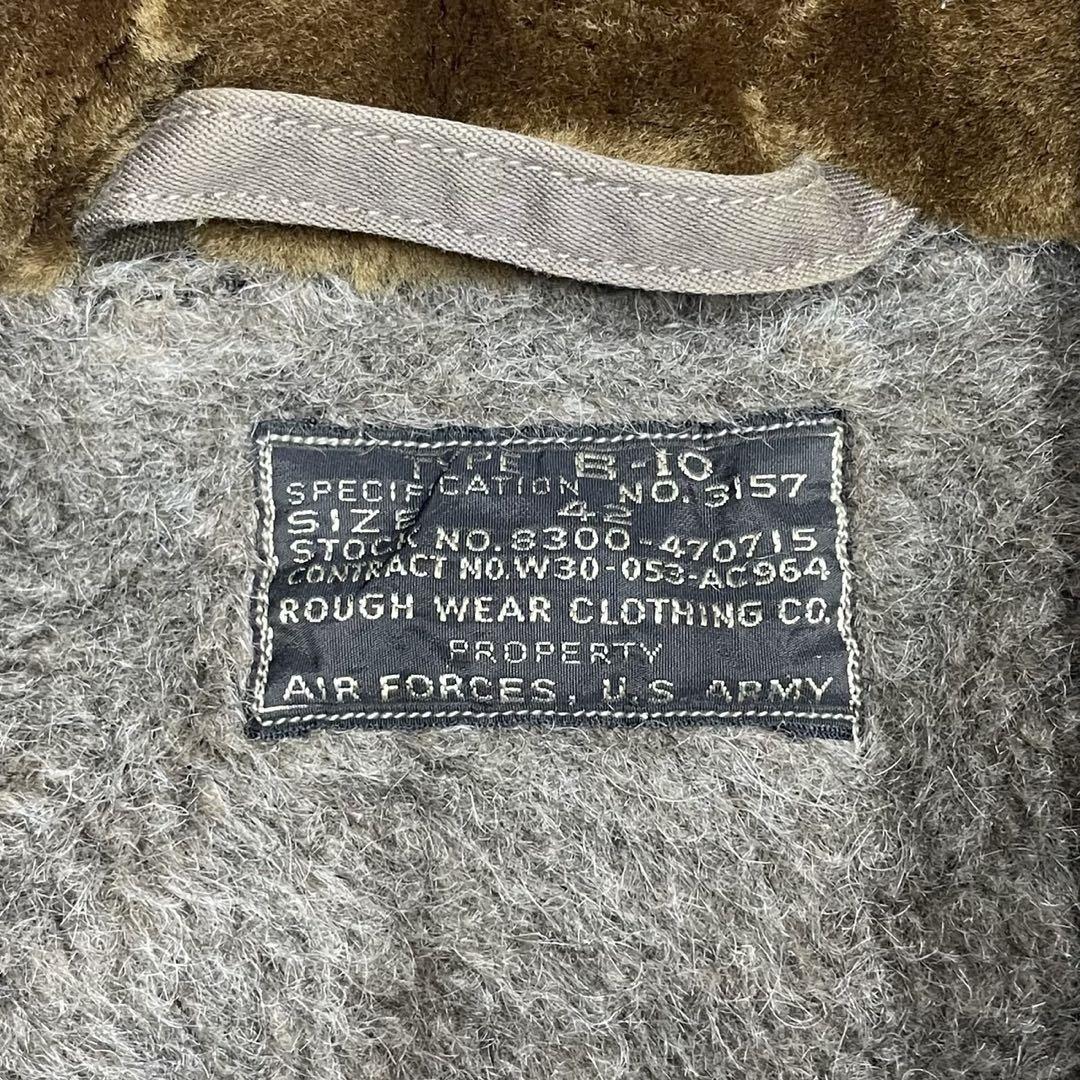 TYPE B-10
SPECIFICATION NO. 3157
SIZE 42
STOCK NO. 8300-470715
CONTRACT NO. W30-053-AC964
ROUGH WEAR CLOTHING CO.
PROPERTY
AIR FORCES, U.S. ARMY